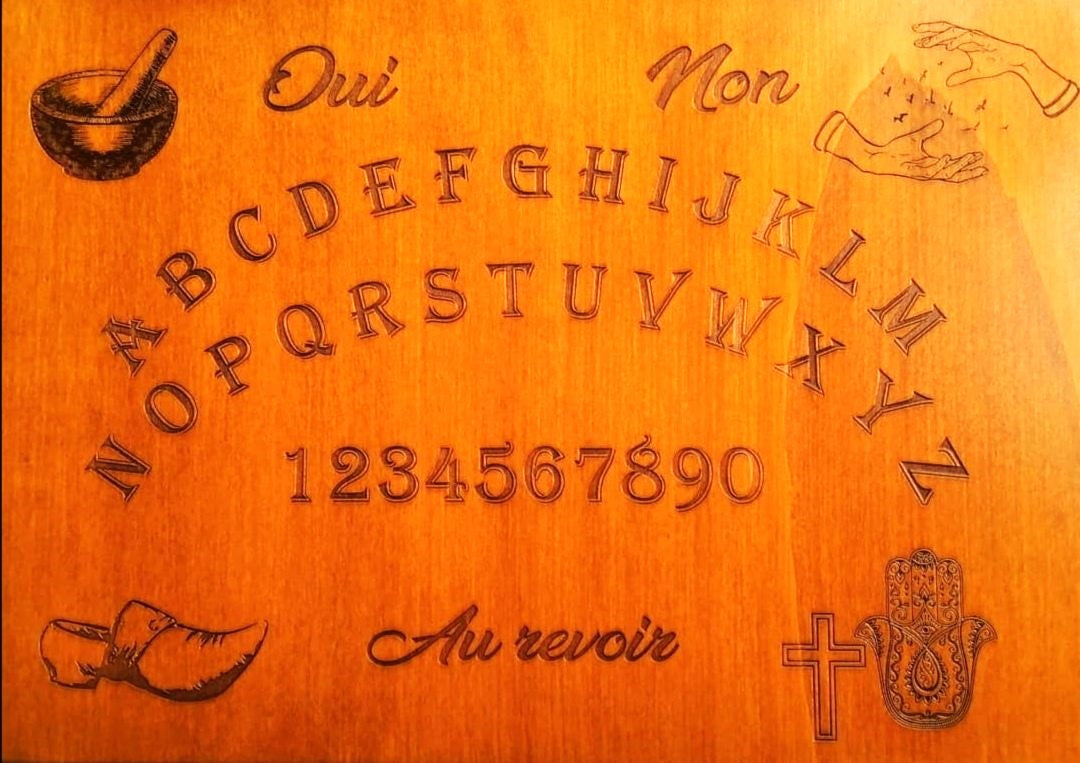 Oui Non
ABCDEFGHIJKLM
NOPQRSTUVWXYZ
1234567890
Au revoir